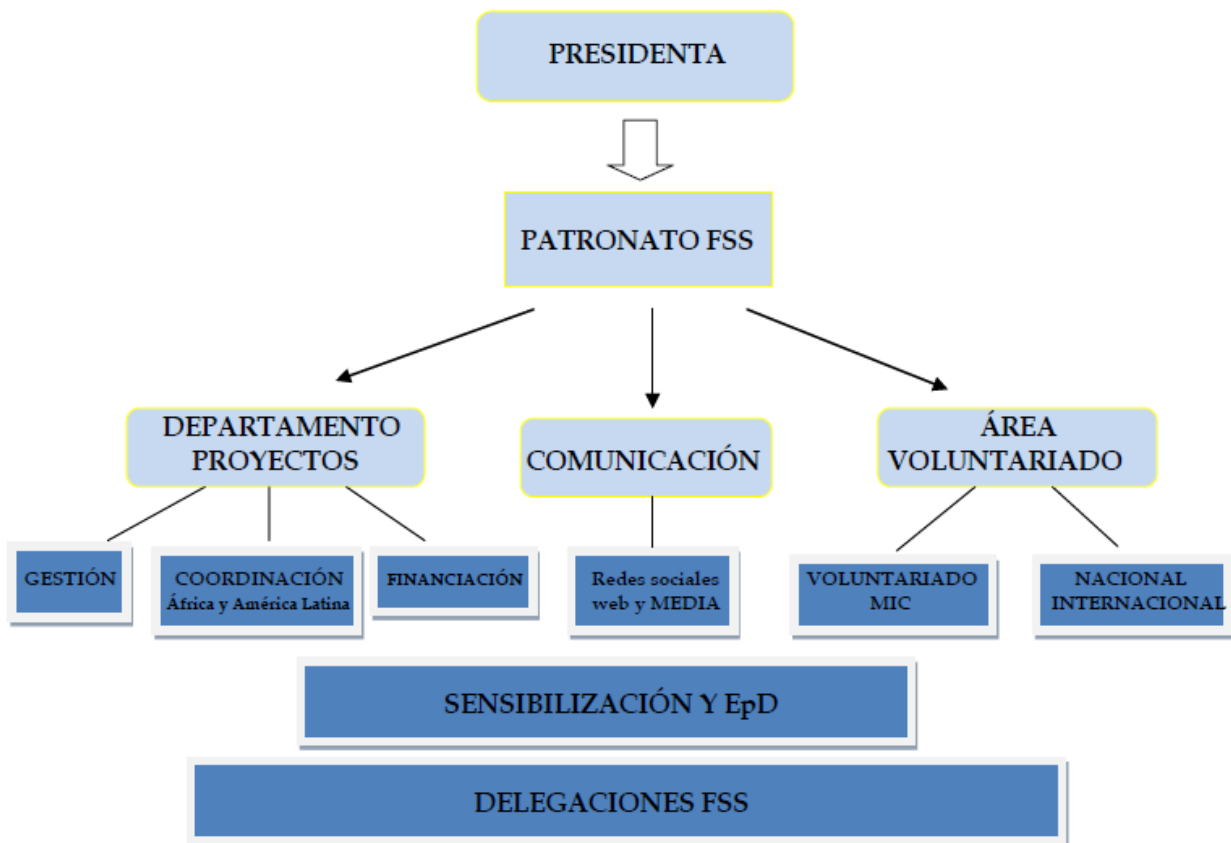 PRESIDENTA
PATRONATO FSS
DEPARTAMENTO
PROYECTOS
COMUNICACIÓN
ÁREA
VOLUNTARIADO
GESTIÓN
COORDINACIÓN
África y América Latina
FINANCIACIÓN
Redes sociales
web y MEDIA
VOLUNTARIADO
MIC
NACIONAL
INTERNACIONAL
SENSIBILIZACIÓN Y EpD
DELEGACIONES FSS